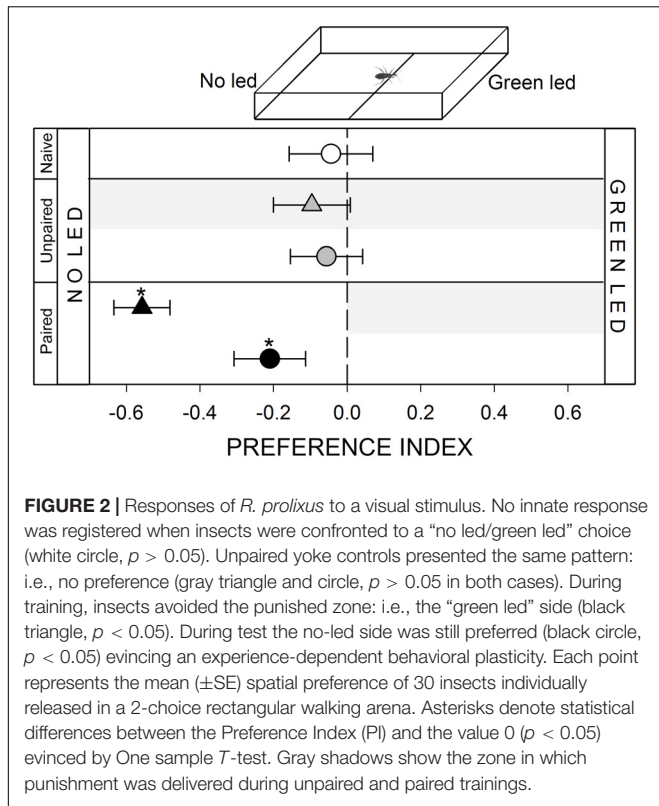 No led
Green led
Naive
Unpaired
Paired
NO LED
GREEN LED
*
*
-0.6 -0.4 -0.2 0.0 0.2 0.4 0.6
PREFERENCE INDEX
FIGURE 2 | Responses of R. prolixus to a visual stimulus. No innate response
was registered when insects were confronted to a “no led/green led” choice
(white circle, p > 0.05). Unpaired yoke controls presented the same pattern:
i.e., no preference (gray triangle and circle, p > 0.05 in both cases). During
training, insects avoided the punished zone: i.e., the “green led” side (black
triangle, p < 0.05). During test the no-led side was still preferred (black circle,
p < 0.05) evincing an experience-dependent behavioral plasticity. Each point
represents the mean (±SE) spatial preference of 30 insects individually
released in a 2-choice rectangular walking arena. Asterisks denote statistical
differences between the Preference Index (PI) and the value 0 (p < 0.05)
evinced by One sample T-test. Gray shadows show the zone in which
punishment was delivered during unpaired and paired trainings.